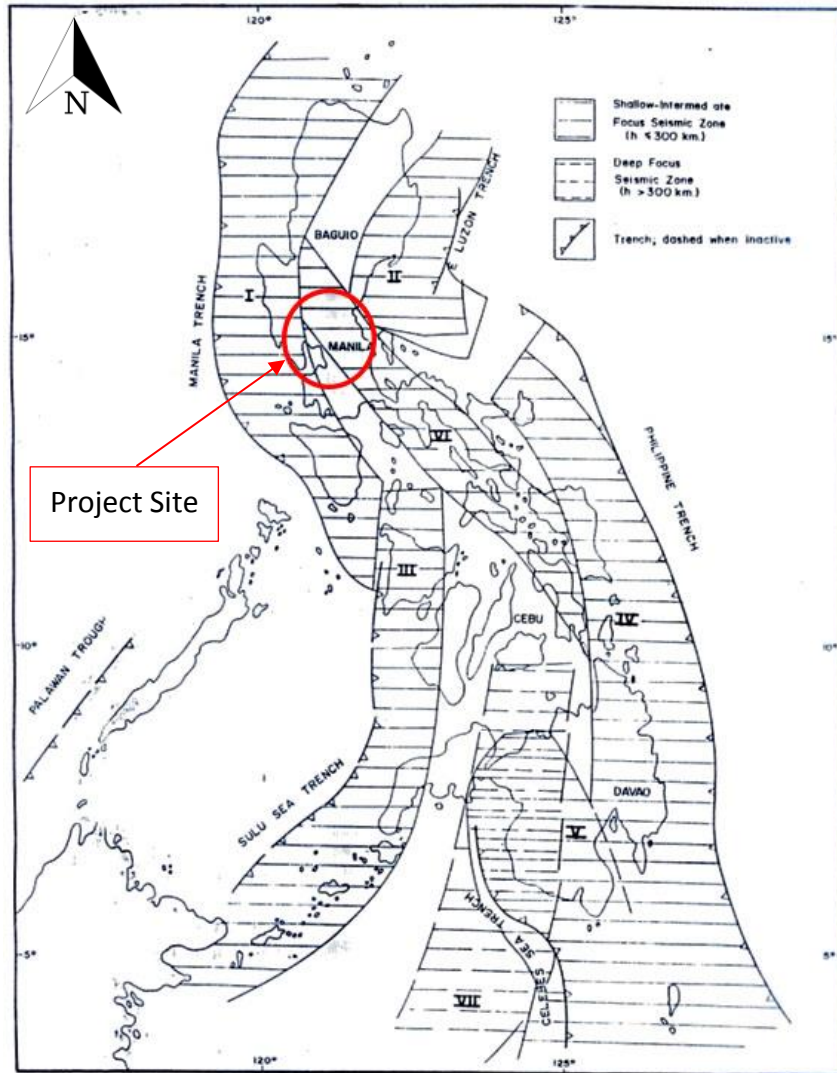 120°
125°
N
Shallow-Intermed ate
Focus Seismic Zone
(h ≤ 300 km.)
Deep Focus
Seismic Zone
(h > 300 km.)
Trench; dashed when inactive
E LUZON TRENCH
BAGUIO
II
I
15°
15°
MANILA TRENCH
MANILA
PHILIPPINE TRENCH
VI
Project Site
III
CEBU
IV
10°
10°
PALAWAN TROUGH
SULU SEA TRENCH
DAVAO
V
5°
5°
CELEBES SEA TRENCH
VII
120°
125°